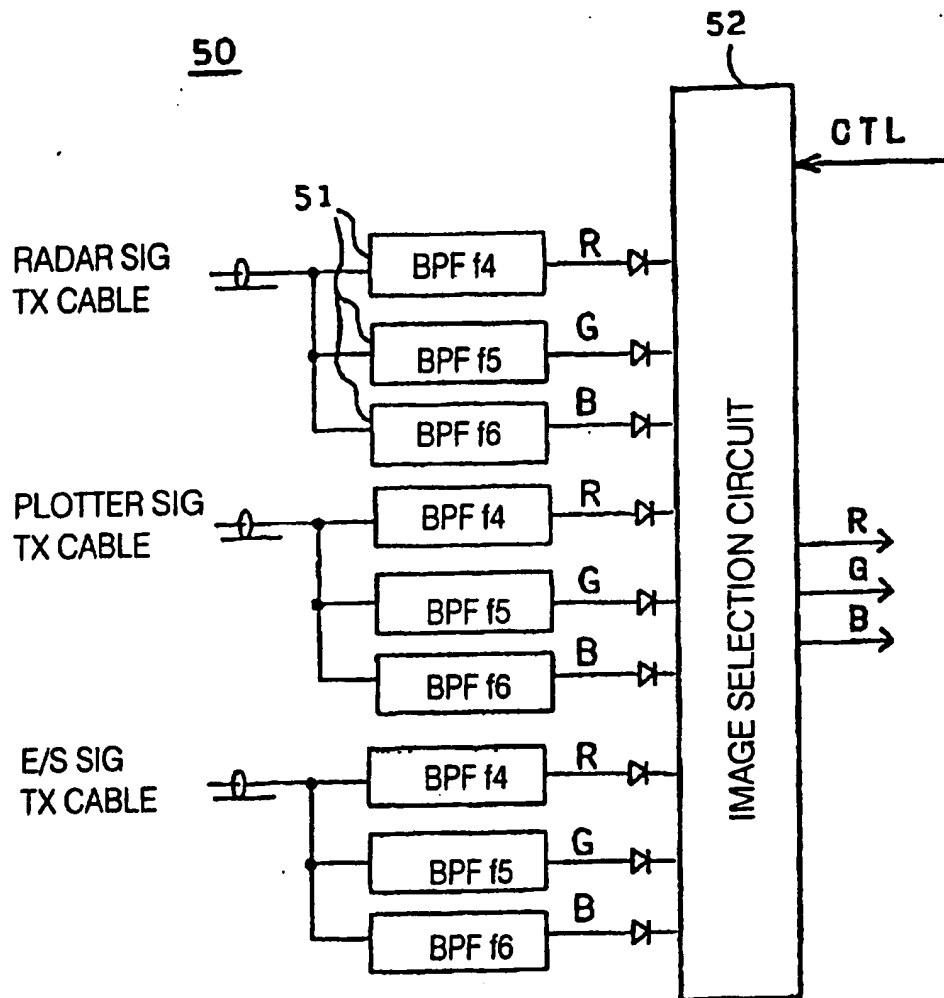 50
52
CTL
51
RADAR SIG
TX CABLE
BPF f4
R
BPF f5
G
BPF f6
B
PLOTTER SIG
TX CABLE
BPF f4
R
BPF f5
G
BPF f6
B
E/S SIG
TX CABLE
BPF f4
R
BPF f5
G
BPF f6
B
IMAGE SELECTION CIRCUIT
R
G
B